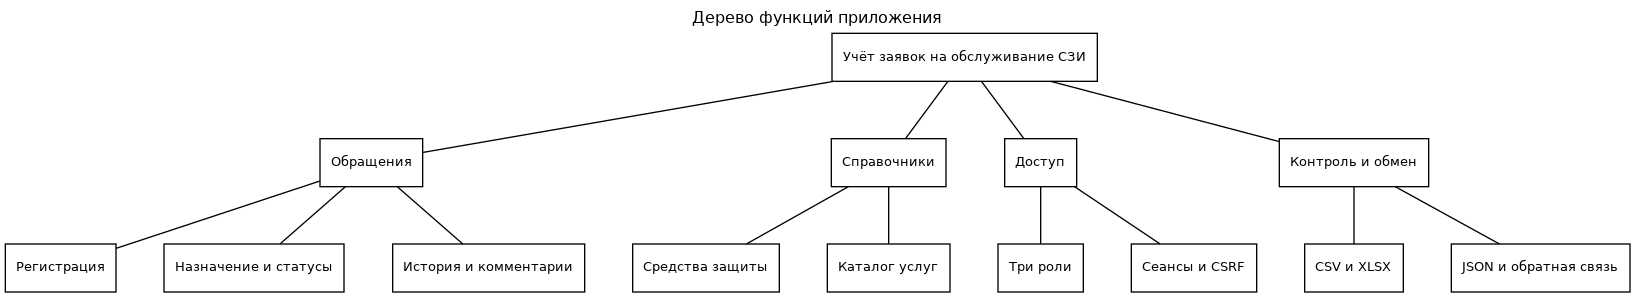 Дерево функций приложения
Учёт заявок на обслуживание СЗИ
Обращения
Справочники
Доступ
Контроль и обмен
Регистрация
Назначение и статусы
История и комментарии
Средства защиты
Каталог услуг
Три роли
Сеансы и CSRF
CSV и XLSX
JSON и обратная связь